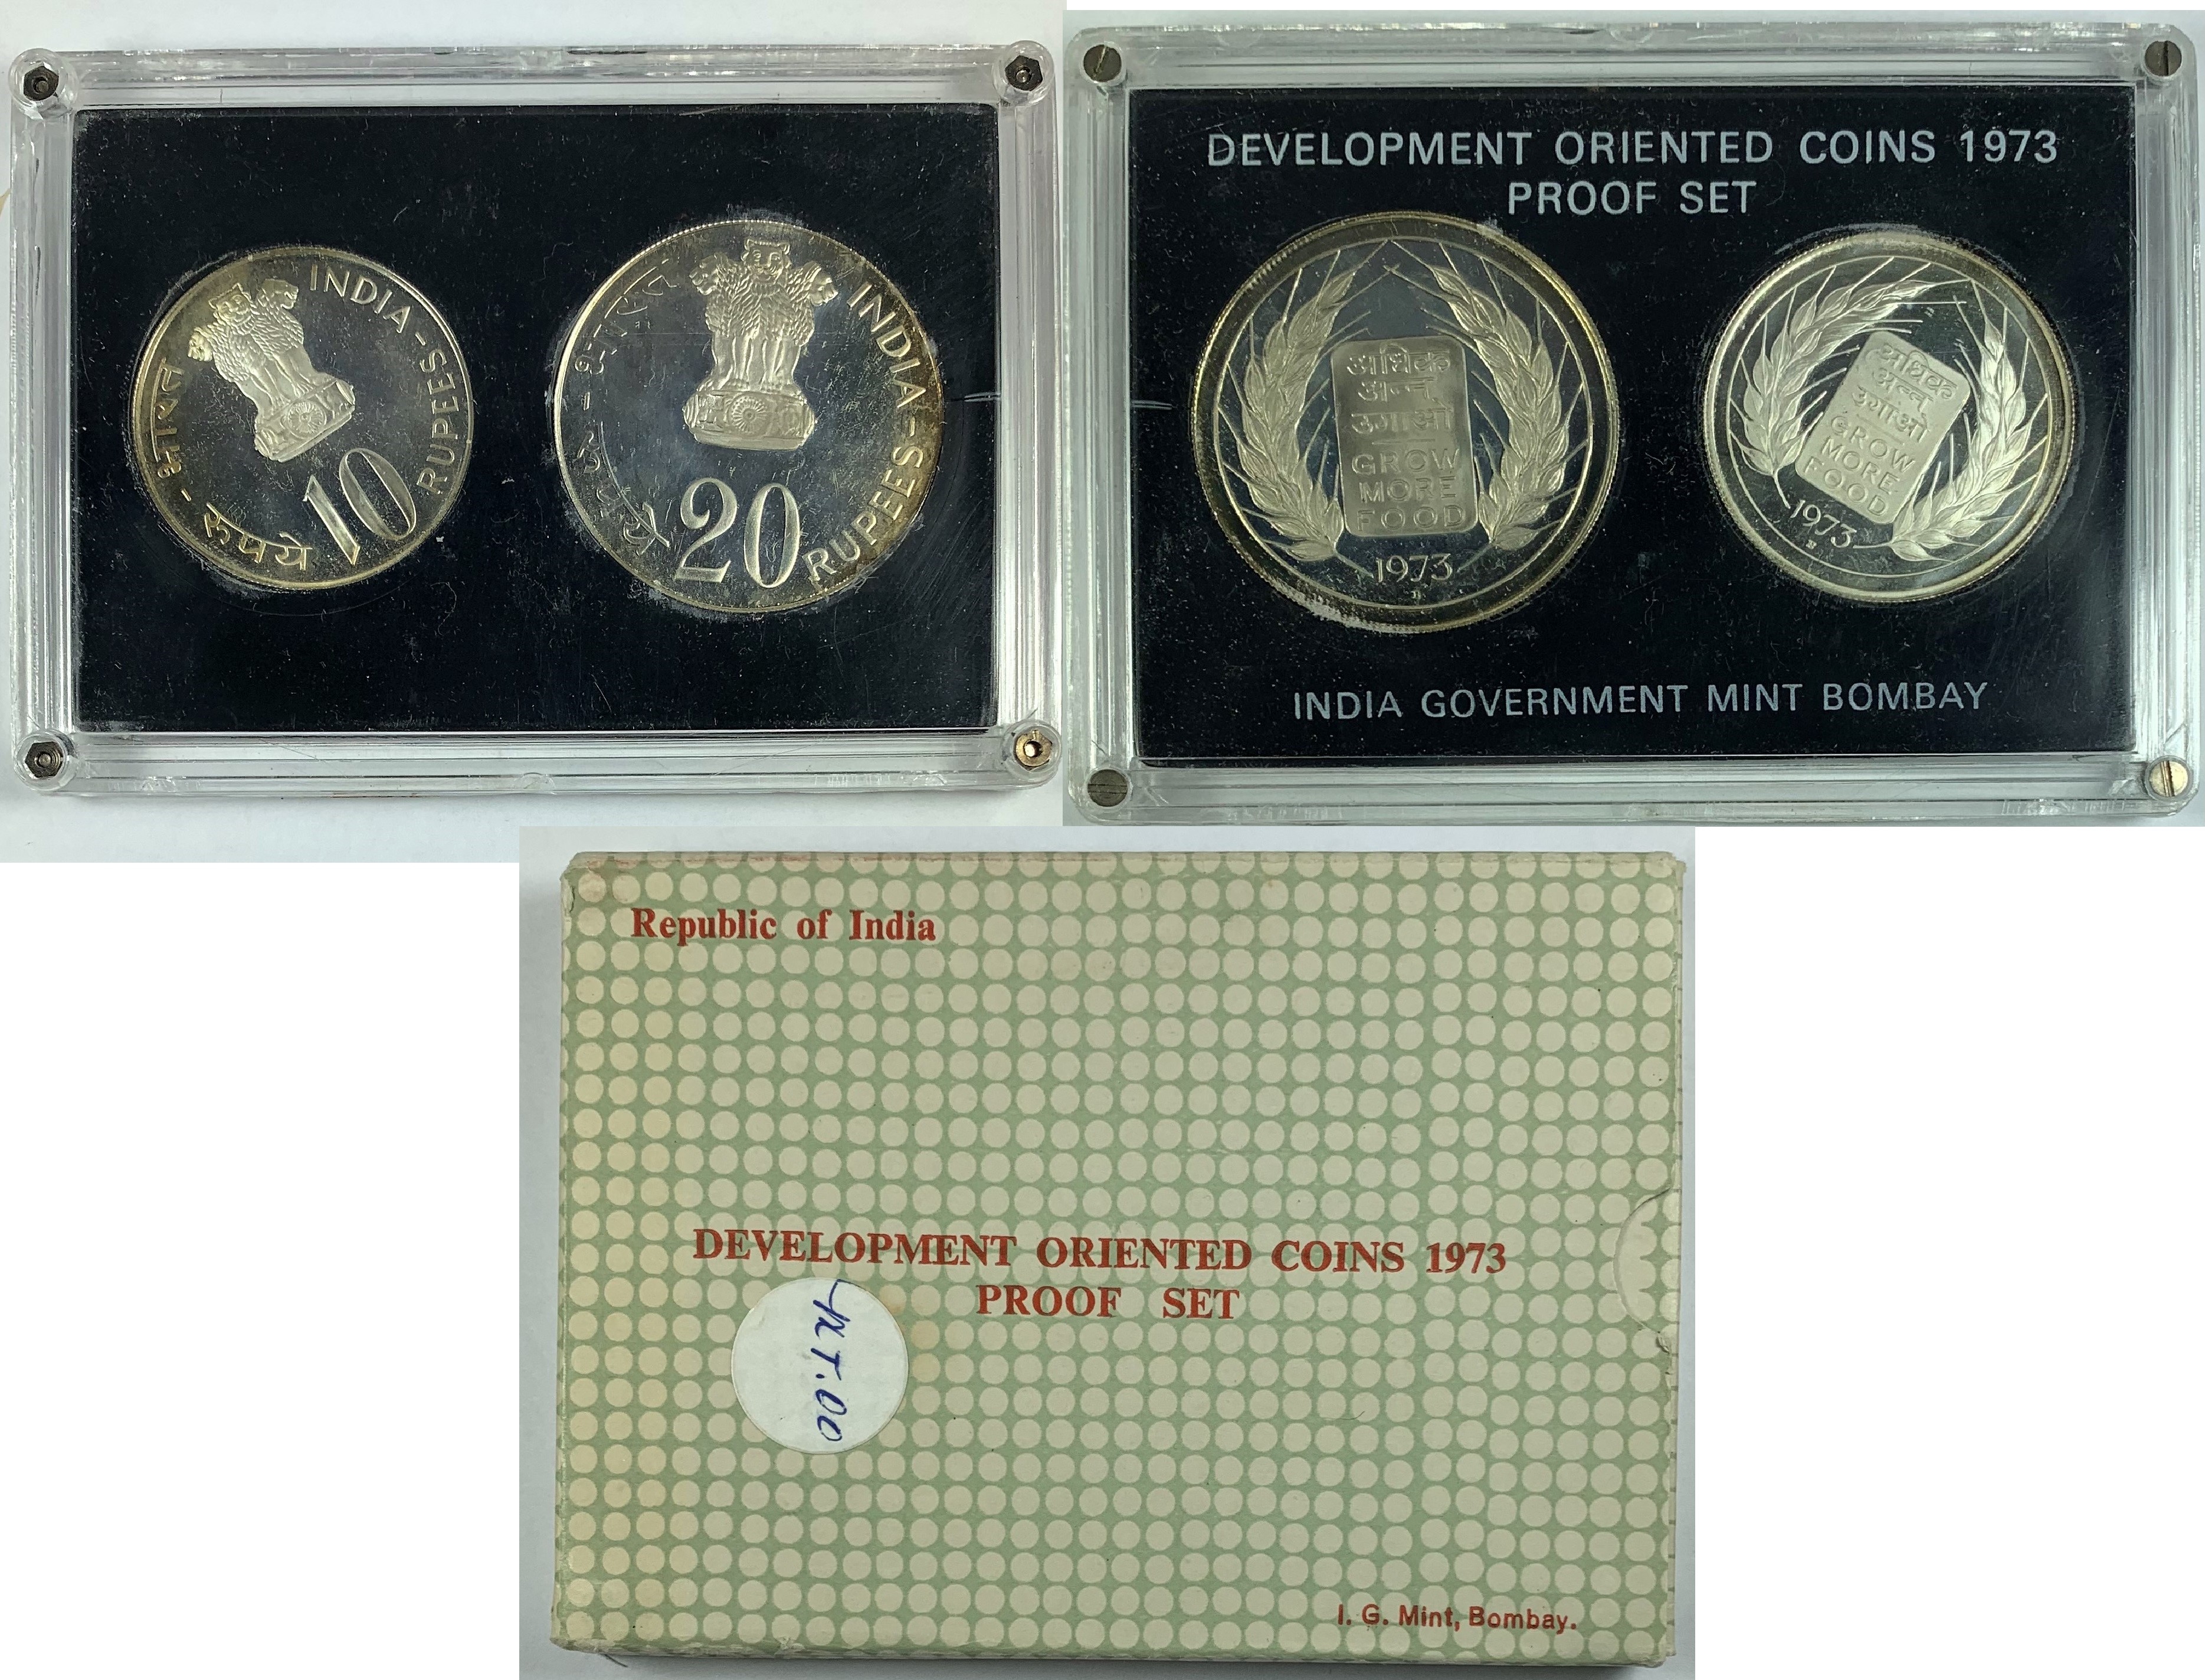 भारत - रूपये
INDIA - RUPEES
10
भारत - रूपये
INDIA - RUPEES
20
DEVELOPMENT ORIENTED COINS 1973
PROOF SET
अधिक
अन्न
उगाओ
GROW
MORE
FOOD
1973
अधिक
अन्न
उगाओ
GROW
MORE
FOOD
1973
INDIA GOVERNMENT MINT BOMBAY
Republic of India
DEVELOPMENT ORIENTED COINS 1973
PROOF SET
I. G. Mint, Bombay.